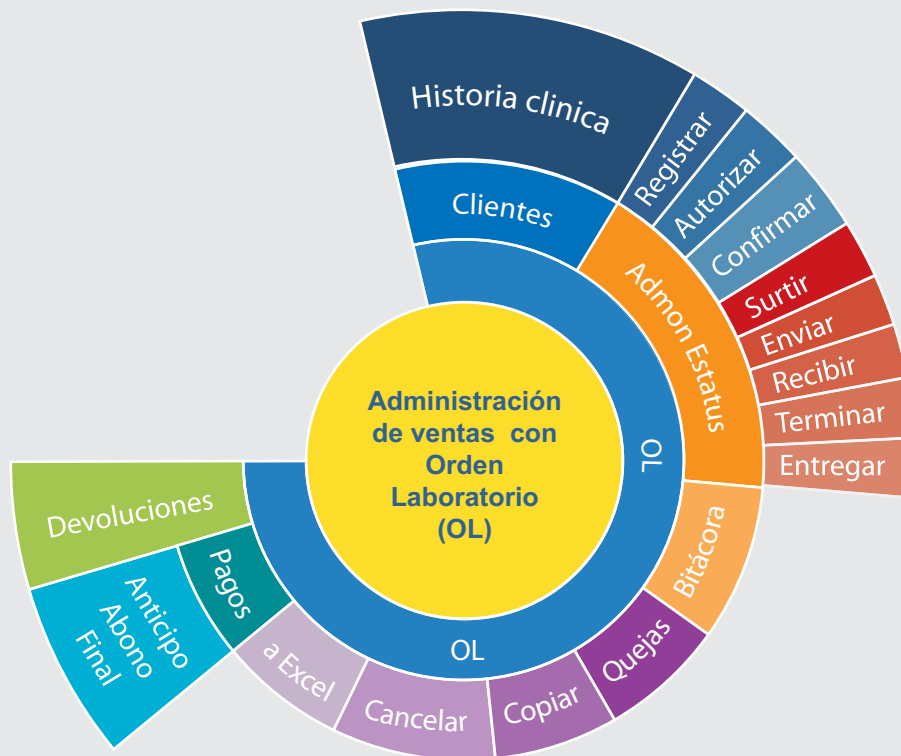 Historia clinica
Clientes
Registrar
Autorizar
Confirmar
Admon Estatus
Surtir
Enviar
Recibir
Terminar
Entregar
OL
Administración
de ventas con
Orden
Laboratorio
(OL)
Bitácora
Quejas
Copiar
Cancelar
a Excel
OL
Pagos
Anticipo
Abono
Final
Devoluciones